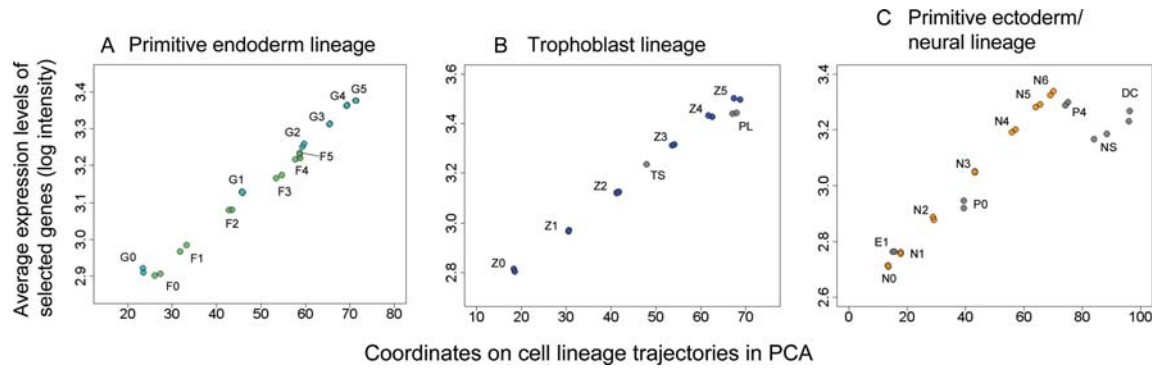 Average expression levels of
selected genes (log intensity)
A Primitive endoderm lineage
3.4
3.3
3.2
3.1
3.0
2.9
G0
F0
F1
F2
G1
F3
F4
F5
G2
G3
G4
G5
20 30 40 50 60 70 80
B Trophoblast lineage
3.6
3.4
3.2
3.0
2.8
Z0
Z1
Z2
TS
Z3
Z4
Z5
PL
10 20 30 40 50 60 70 80
C Primitive ectoderm/
neural lineage
3.4
3.2
3.0
2.8
2.6
E1
N0
N1
N2
P0
N3
N4
N5
N6
P4
NS
DC
0 20 40 60 80 100
Coordinates on cell lineage trajectories in PCA